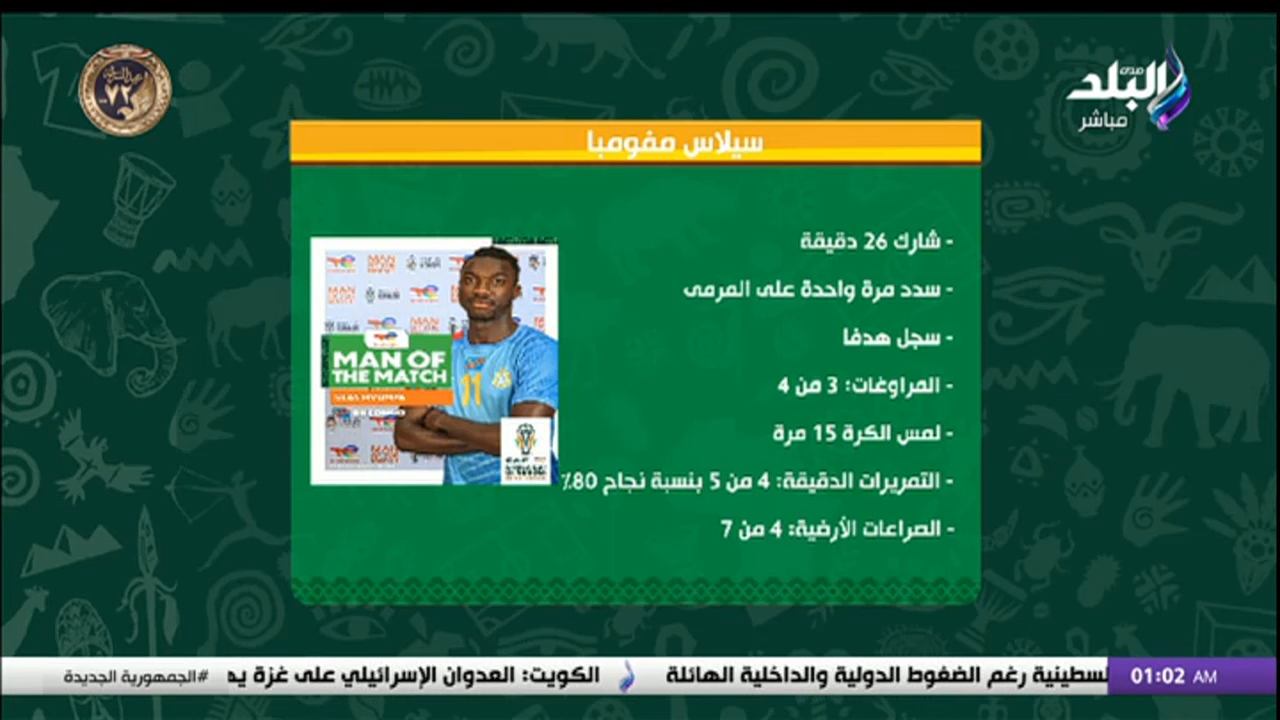 صدى
البلد
مباشر
٧٢
سيلاس مفومبا
- شارك 26 دقيقة
- سدد مرة واحدة على المرمى
- سجل هدفا
- المراوغات: 3 من 4
- لمس الكرة 15 مرة
- التمريرات الدقيقة: 4 من 5 بنسبة نجاح 80٪
- الصراعات الأرضية: 4 من 7
MAN OF
THE MATCH
11
لسطينية رغم الضغوط الدولية والداخلية الهائلة
الكويت: العدوان الإسرائيلي على غزة يه
#الجمهورية الجديدة
01:02 AM